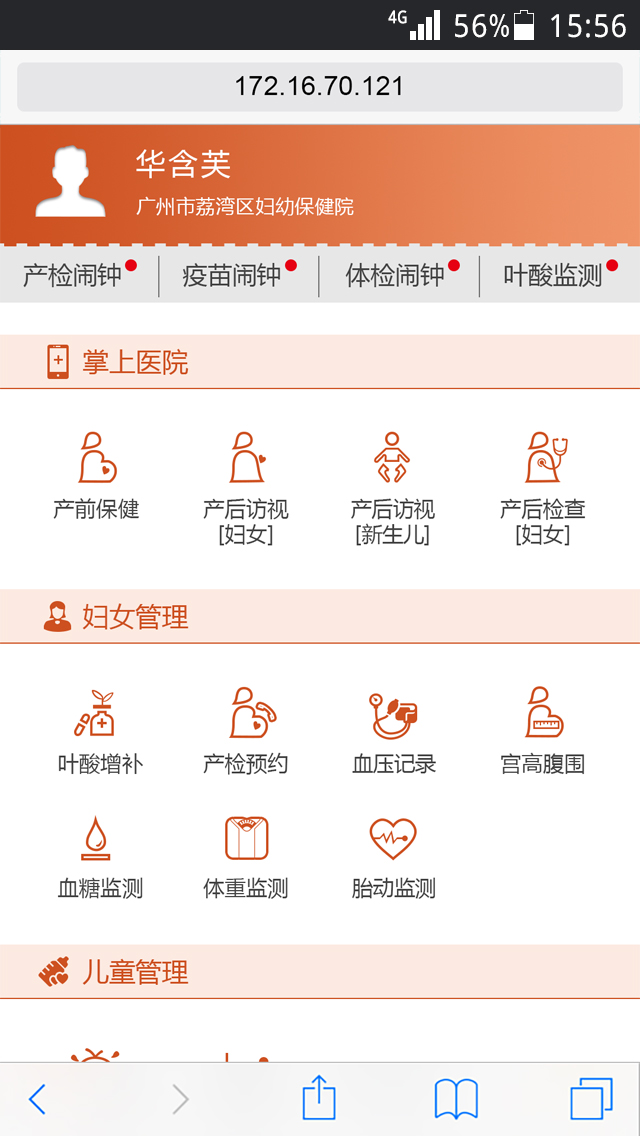 4G 56% 15:56
172.16.70.121
华含芙
广州市荔湾区妇幼保健院
产检闹钟 疫苗闹钟 体检闹钟 叶酸监测
掌上医院
产前保健 产后访视 产后访视 产后检查
[妇女] [新生儿] [妇女]
妇女管理
叶酸增补 产检预约 血压记录 宫高腹围
血糖监测 体重监测 胎动监测
儿童管理